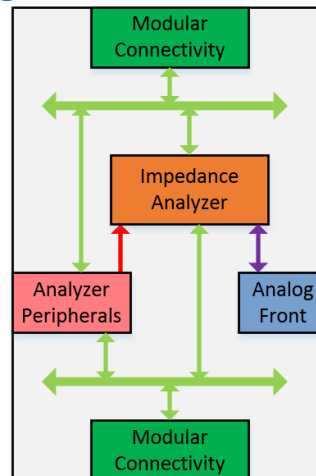 Modular
Connectivity
Impedance
Analyzer
Analyzer
Peripherals
Analog
Front
Modular
Connectivity